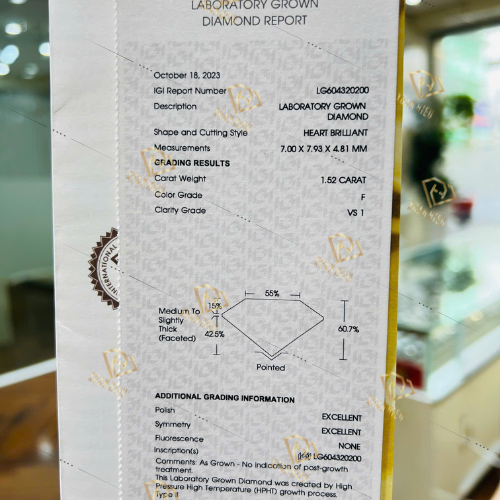 LABORATORY GROWN
DIAMOND REPORT
October 18, 2023
IGI Report Number LG604320200
Description LABORATORY GROWN
DIAMOND
Shape and Cutting Style HEART BRILLIANT
Measurements 7.00 X 7.93 X 4.81 MM
GRADING RESULTS
Carat Weight 1.52 CARAT
Color Grade F
Clarity Grade VS 1
INTERNATIONAL
55%
15%
Medium To
Slightly
Thick
(Faceted)
42.5%
60.7%
Pointed
ADDITIONAL GRADING INFORMATION
Polish EXCELLENT
Symmetry EXCELLENT
Fluorescence NONE
Inscription(s) LG604320200
Comments: As Grown - No indication of post-growth
treatment.
This Laboratory Grown Diamond was created by High
Pressure High Temperature (HPHT) growth process.
Type II